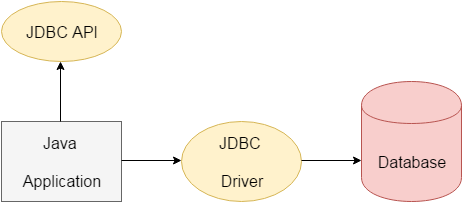 JDBC API
Java
Application
JDBC
Driver
Database